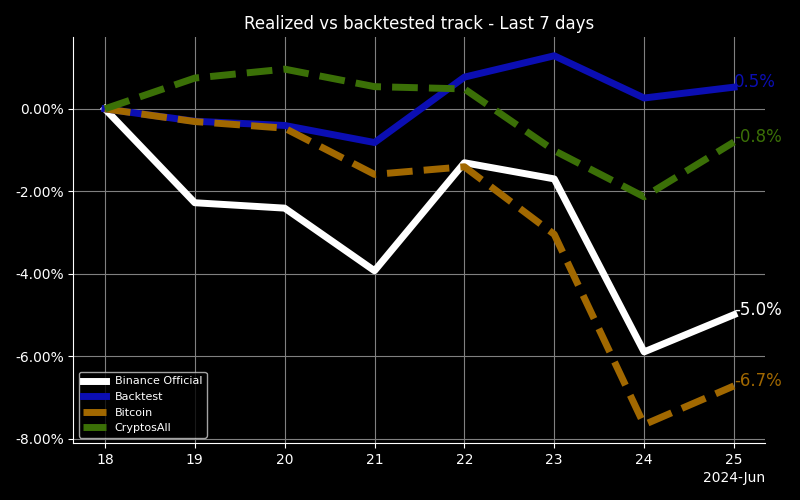 Realized vs backtested track - Last 7 days
0.00%
-2.00%
-4.00%
-6.00%
-8.00%
0.5%
-0.8%
-5.0%
-6.7%
Binance Official
Backtest
Bitcoin
CryptosAll
18 19 20 21 22 23 24 25
2024-Jun